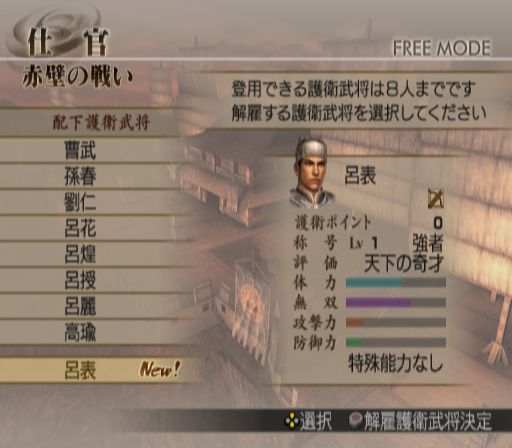 仕官
FREE MODE
赤壁の戦い
登用できる護衛武将は8人までです
解雇する護衛武将を選択してください
配下護衛武将
曹武
孫春
劉仁
呂花
呂煌
呂授
呂麗
高瑜
呂表 New!
呂表
護衛ポイント 0
称号 Lv 1 強者
評価 天下の奇才
体力
無双
攻撃力
防御力
特殊能力なし
選択 解雇護衛武将決定